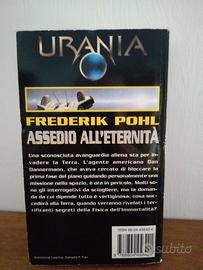 URANIA
FREDERIK POHL
ASSEDIO ALL'ETERNITÀ
Una sconosciuta avanguardia aliena sta per in-
vadere la Terra. L'agente americano Dan
Dannermann, che aveva cercato di bloccare la
prima fase del piano guidando personalmente una
missione nello spazio, è ora in pericolo. Molti so-
no gli interrogativi da sciogliere, ma la domanda
da cui dipende tutto è vertiginosa: cosa suc-
cederà alla Terra, quando verranno rivelati i ter-
rificanti segreti della Fisica dell'Immortalità?
subito